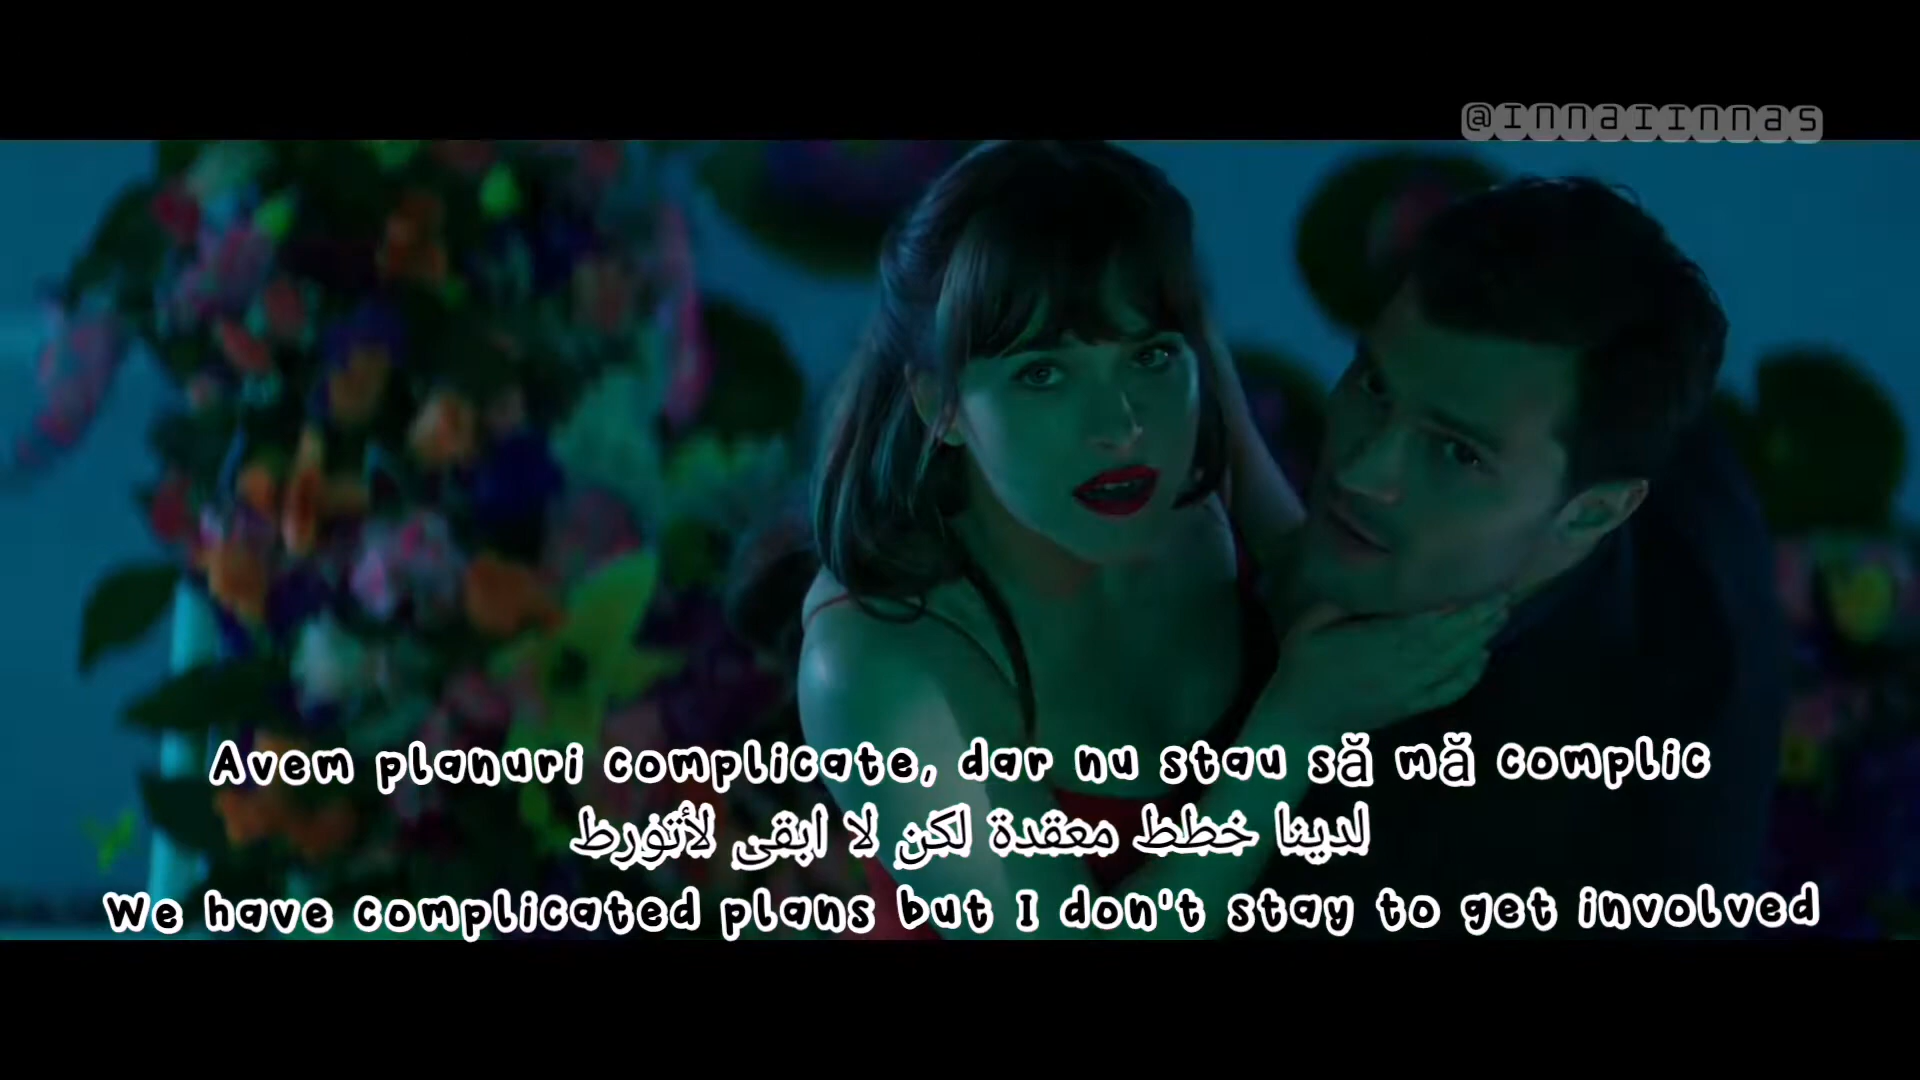 @innaIinnas
Avem planuri complicate, dar nu stau să mă complic
لدينا خطط معقدة لكن لا ابقى لأتورط
We have complicated plans but I don't stay to get involved